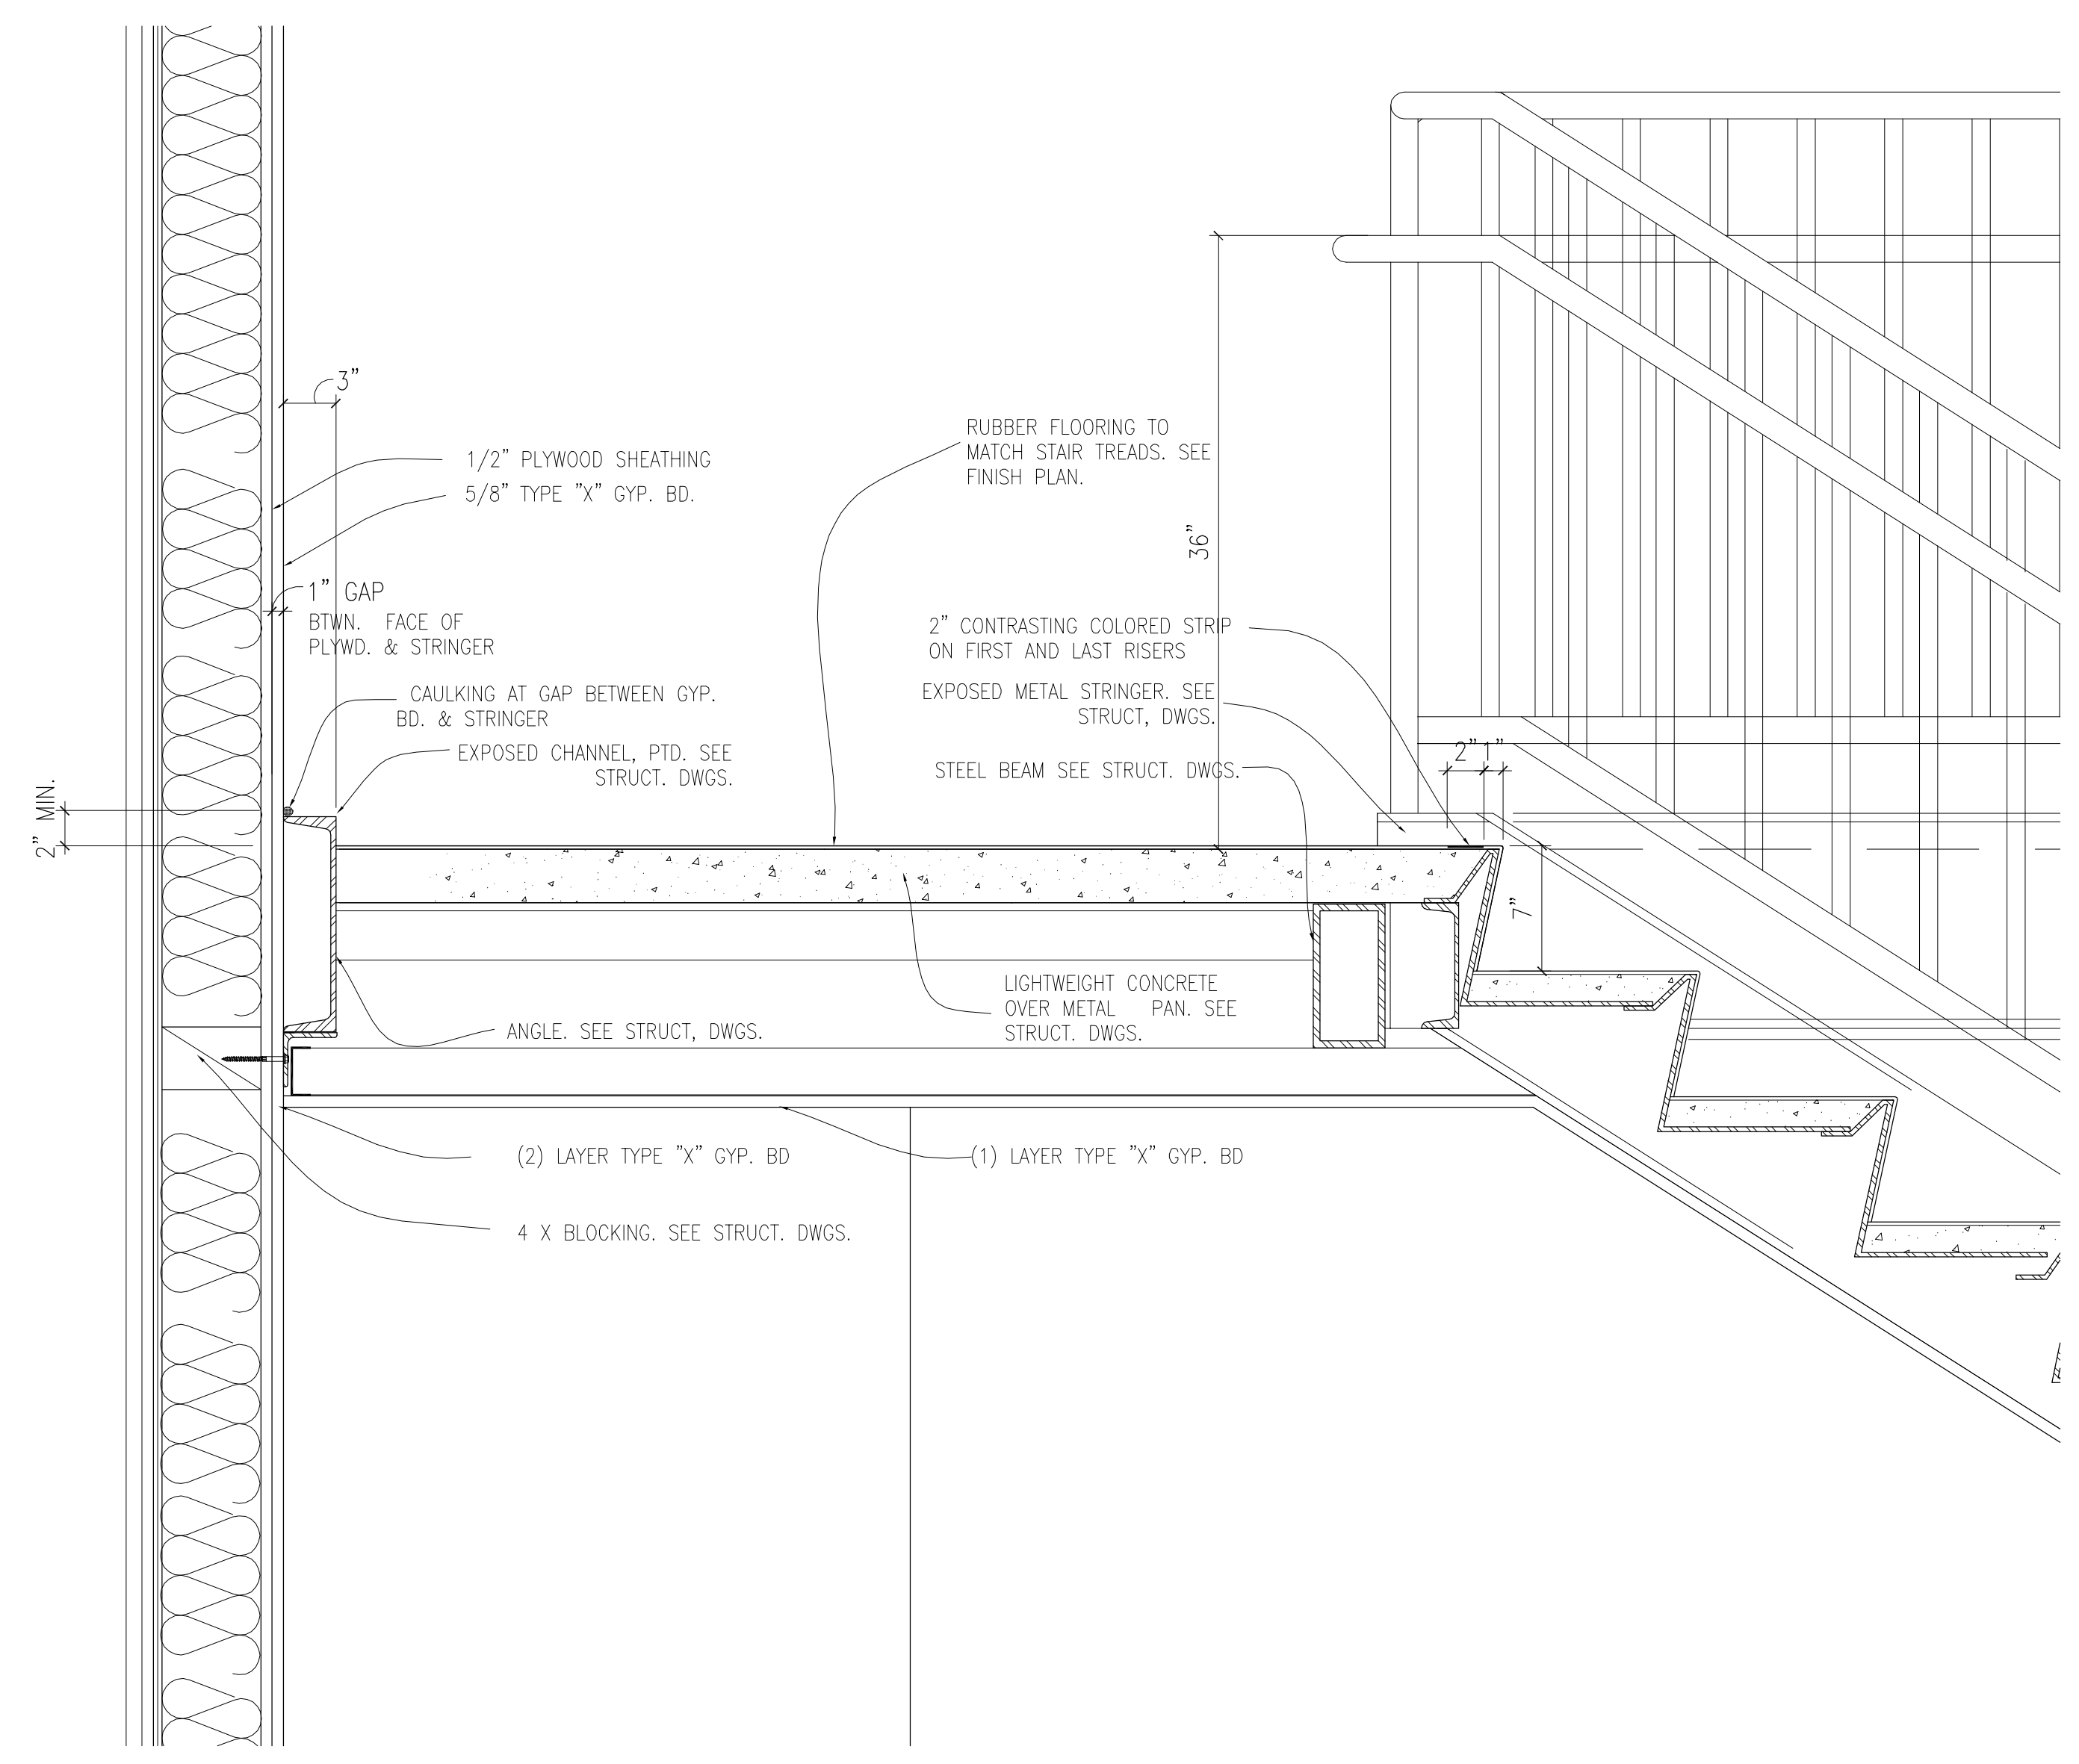 3"
1/2" PLYWOOD SHEATHING
5/8" TYPE "X" GYP. BD.
1" GAP
BTWN. FACE OF
PLYWD. & STRINGER
CAULKING AT GAP BETWEEN GYP.
BD. & STRINGER
EXPOSED CHANNEL, PTD. SEE
STRUCT. DWGS.
2" MIN.
RUBBER FLOORING TO
MATCH STAIR TREADS. SEE
FINISH PLAN.
36"
2" CONTRASTING COLORED STRIP
ON FIRST AND LAST RISERS
EXPOSED METAL STRINGER. SEE
STRUCT, DWGS.
STEEL BEAM SEE STRUCT. DWGS.
2" 1"
7"
LIGHTWEIGHT CONCRETE
OVER METAL PAN. SEE
STRUCT. DWGS.
ANGLE. SEE STRUCT, DWGS.
(2) LAYER TYPE "X" GYP. BD
(1) LAYER TYPE "X" GYP. BD
4 X BLOCKING. SEE STRUCT. DWGS.